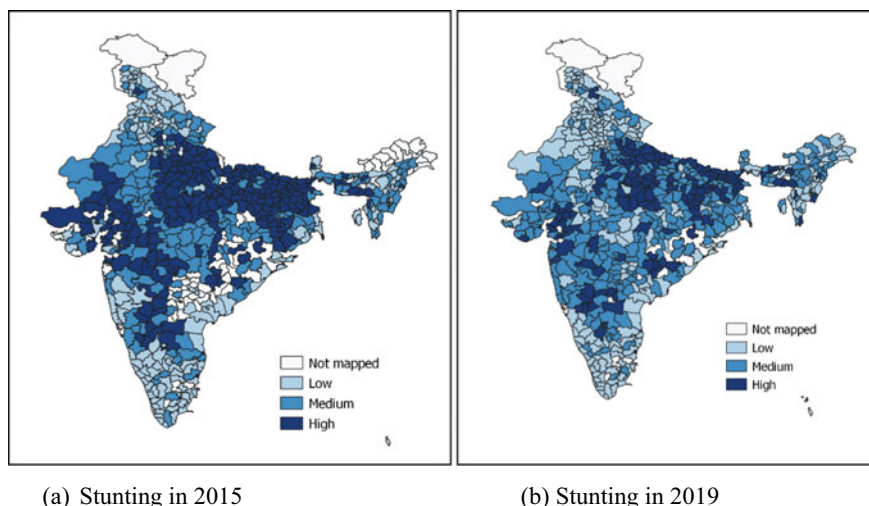 Not mapped
Low
Medium
High
Not mapped
Low
Medium
High
(a) Stunting in 2015
(b) Stunting in 2019